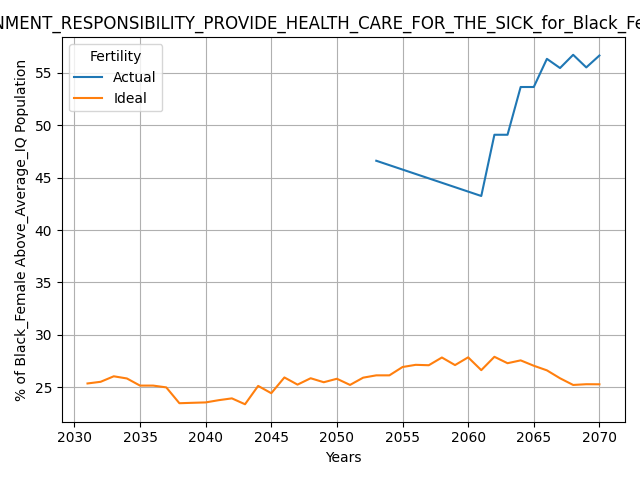 NMENT_RESPONSIBILITY_PROVIDE_HEALTH_CARE_FOR_THE_SICK_for_Black_Fe
Fertility
Actual
Ideal
% of Black_Female Above_Average_IQ Population
55
50
45
40
35
30
25
2030 2035 2040 2045 2050 2055 2060 2065 2070
Years